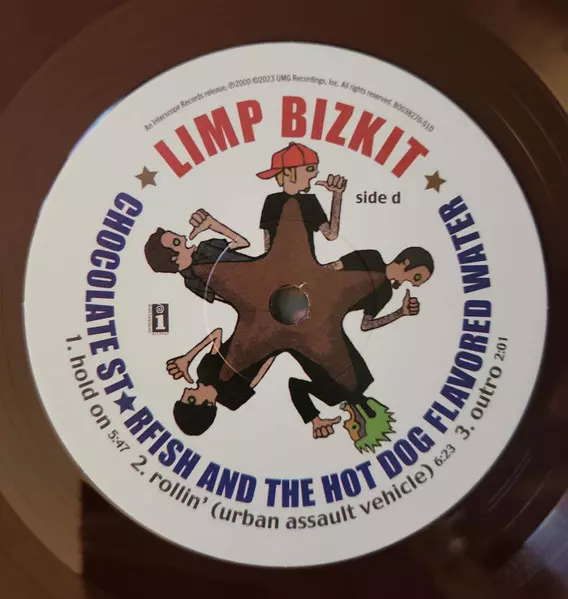 An Interscope Records release, ℗2000 ©2023 UMG Recordings, Inc. All rights reserved. B0038270-01D
LIMP BIZKIT
side d
CHOCOLATE ST★RFISH AND THE HOT DOG FLAVORED WATER
i
1. hold on 5:47
2. rollin' (urban assault vehicle) 6:23
3. outro 2:01